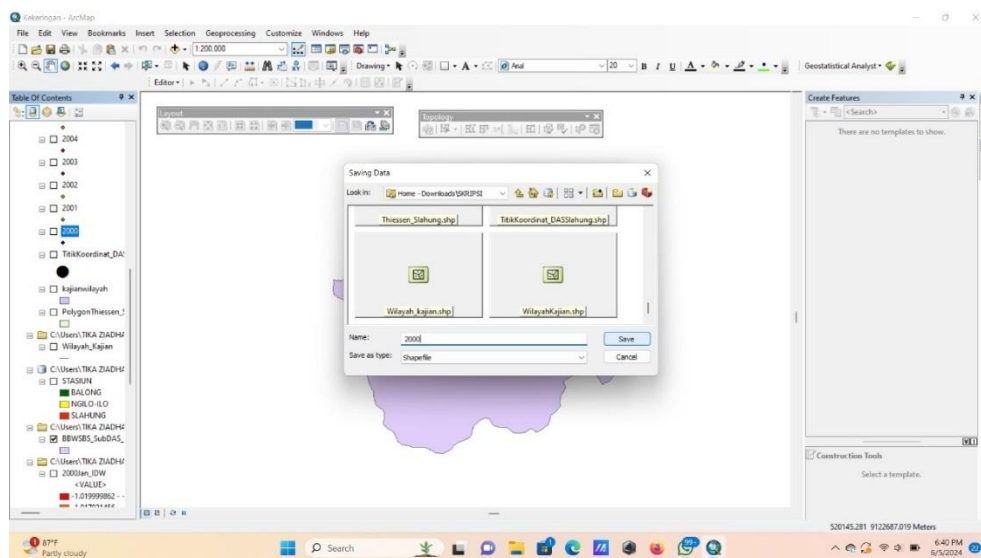 Kekeringan - ArcMap
File Edit View Bookmarks Insert Selection Geoprocessing Customize Windows Help
1:200.000
Drawing
Arial
20
B I U A
Geostatistical Analyst
Editor
Table Of Contents
2004
2003
2002
2001
2000
TitikKoordinat_DA
kajianwilayah
PolygonThiessen_
C:\Users\TIKA ZIADH
Wilayah_Kajian
C:\Users\TIKA ZIADH
STASIUN
BALONG
NGILO-ILO
SLAHUNG
C:\Users\TIKA ZIADH
BBWSBS_SubDAS_
C:\Users\TIKA ZIADH
2000Jan_IDW
<VALUE>
-1.019999862 -
Layout
Topology
Saving Data
Look in:
Home - Downloads\SKRIPSI
Thiessen_Slahung.shp
TitikKoordinat_DASSlahung.shp
Wilayah_kajian.shp
WilayahKajian.shp
Name:
2000
Save
Save as type:
Shapefile
Cancel
Create Features
<Search>
There are no templates to show.
Construction Tools
Select a template.
520145.281 9122687.019 Meters
87°F
Partly cloudy
Search
99+
6:40 PM
6/5/2024